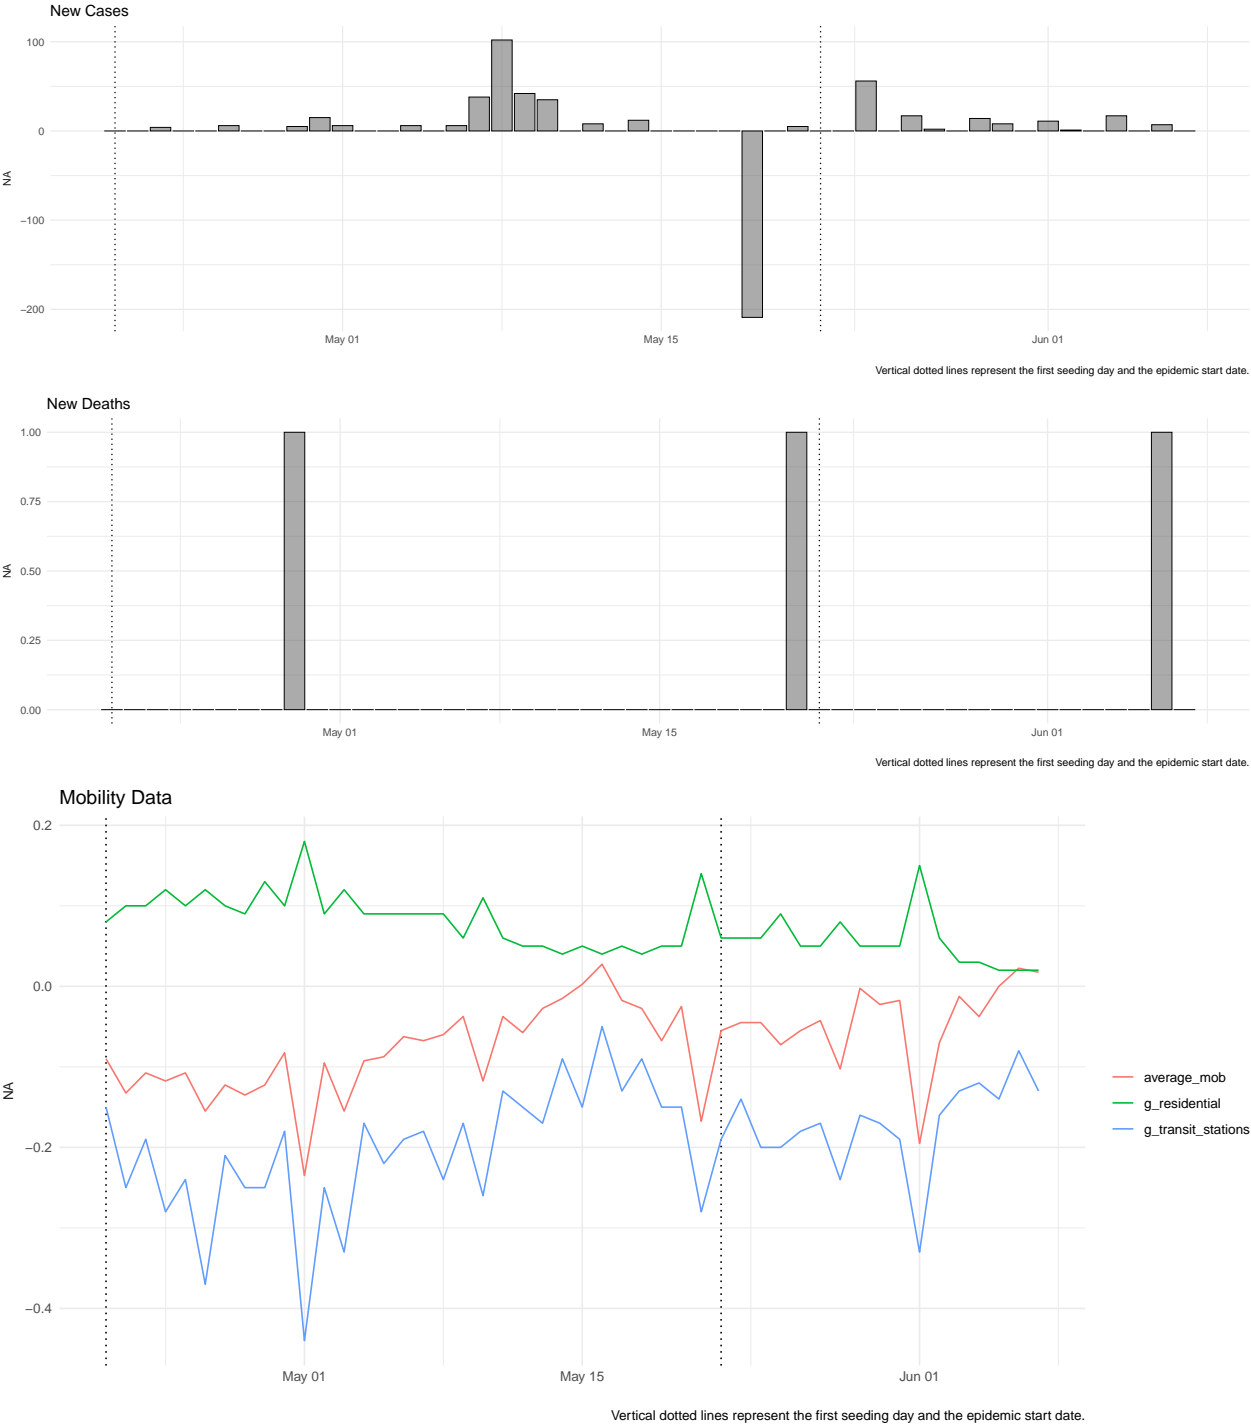 New Cases
100
0
−100
−200
NA
May 01
May 15
Jun 01
Vertical dotted lines represent the first seeding day and the epidemic start date.
New Deaths
1.00
0.75
0.50
0.25
0.00
NA
May 01
May 15
Jun 01
Vertical dotted lines represent the first seeding day and the epidemic start date.
Mobility Data
0.2
0.0
−0.2
−0.4
NA
average_mob
g_residential
g_transit_stations
May 01
May 15
Jun 01
Vertical dotted lines represent the first seeding day and the epidemic start date.